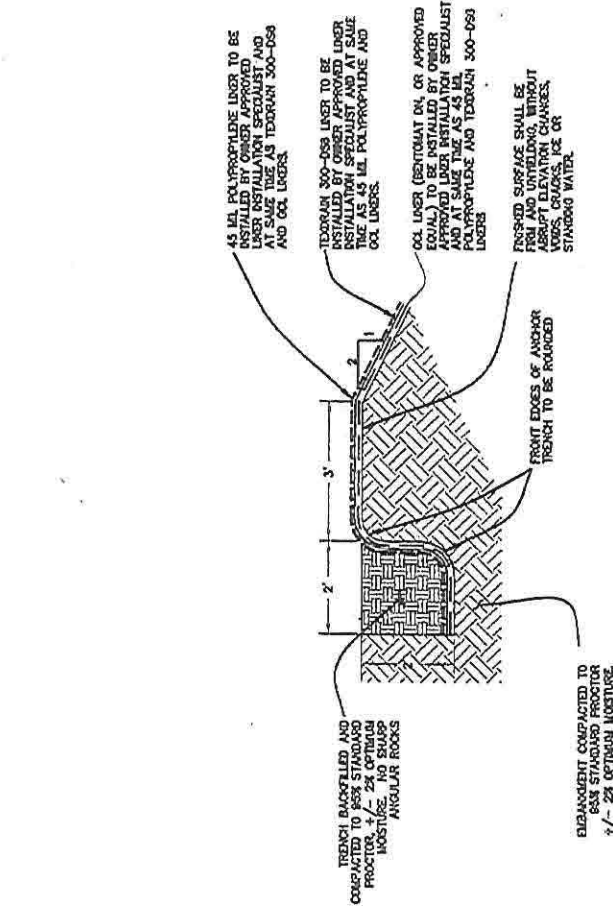 45 MIL POLYPROPYLENE LINER TO BE
INSTALLED BY OWNER APPROVED
LINER INSTALLATION SPECIALIST AND
AT SAME TIME AS TEXDRAIN 300-DS8
AND GCL LINERS.
TEXDRAIN 300-DS8 LINER TO BE
INSTALLED BY OWNER APPROVED LINER
INSTALLATION SPECIALIST AND AT SAME
TIME AS 45 MIL POLYPROPYLENE AND
GCL LINERS.
GCL LINER (BENTOMAT DN, OR APPROVED
EQUAL) TO BE INSTALLED BY OWNER
APPROVED LINER INSTALLATION SPECIALIST
AND AT SAME TIME AS 45 MIL
POLYPROPYLENE AND TEXDRAIN 300-DS8
LINERS
FINISHED SURFACE SHALL BE
FIRM AND UNYIELDING, WITHOUT
ABRUPT ELEVATION CHANGES,
VOIDS, CRACKS, ICE OR
STANDING WATER.
2'
3'
2
1
2'
FRONT EDGES OF ANCHOR
TRENCH TO BE ROUNDED
TRENCH BACKFILLED AND
COMPACTED TO 95% STANDARD
PROCTOR, +/- 2% OPTIMUM
MOISTURE. NO SHARP
ANGULAR ROCKS
EMBANKMENT COMPACTED TO
95% STANDARD PROCTOR
+/- 2% OPTIMUM MOISTURE.